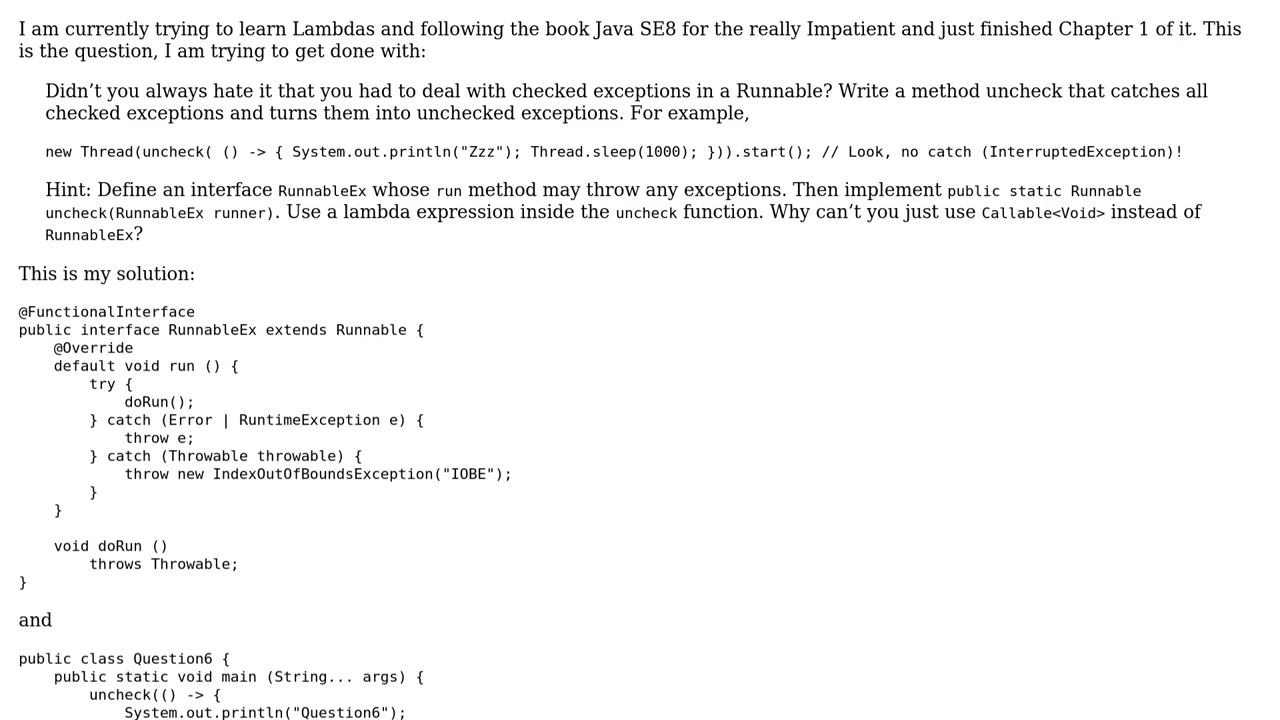 I am currently trying to learn Lambdas and following the book Java SE8 for the really Impatient and just finished Chapter 1 of it. This
is the question, I am trying to get done with:
Didn’t you always hate it that you had to deal with checked exceptions in a Runnable? Write a method uncheck that catches all
checked exceptions and turns them into unchecked exceptions. For example,
new Thread(uncheck( () -> { System.out.println("Zzz"); Thread.sleep(1000); })).start(); // Look, no catch (InterruptedException)!
Hint: Define an interface RunnableEx whose run method may throw any exceptions. Then implement public static Runnable
uncheck(RunnableEx runner). Use a lambda expression inside the uncheck function. Why can’t you just use Callable<Void> instead of
RunnableEx?
This is my solution:
@FunctionalInterface
public interface RunnableEx extends Runnable {
    @Override
    default void run () {
        try {
            doRun();
        } catch (Error | RuntimeException e) {
            throw e;
        } catch (Throwable throwable) {
            throw new IndexOutOfBoundsException("IOBE");
        }
    }
    void doRun ()
        throws Throwable;
}
and
public class Question6 {
    public static void main (String... args) {
        uncheck(() -> {
            System.out.println("Question6");